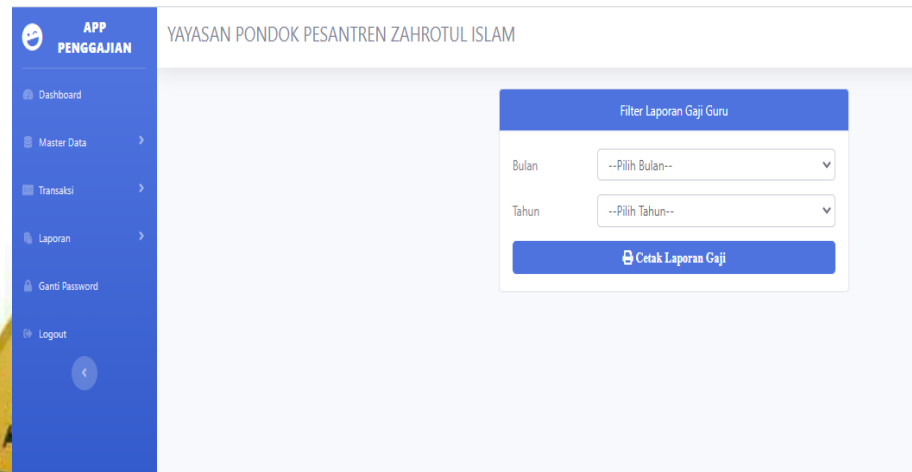 APP
PENGGAJIAN
YAYASAN PONDOK PESANTREN ZAHROTUL ISLAM
Dashboard
Master Data
Transaksi
Laporan
Ganti Password
Logout
Filter Laporan Gaji Guru
Bulan
--Pilih Bulan--
Tahun
--Pilih Tahun--
Cetak Laporan Gaji